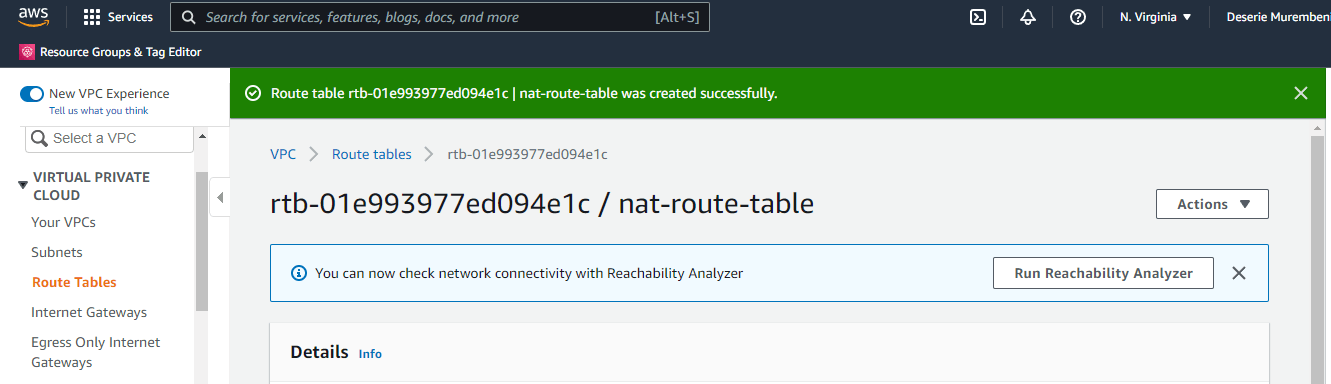 aws
Services
Search for services, features, blogs, docs, and more
[Alt+S]
N. Virginia
Deserie Murembeni
Resource Groups & Tag Editor
New VPC Experience
Tell us what you think
Select a VPC
VIRTUAL PRIVATE
CLOUD
Your VPCs
Subnets
Route Tables
Internet Gateways
Egress Only Internet
Gateways
Route table rtb-01e993977ed094e1c | nat-route-table was created successfully.
VPC
Route tables
rtb-01e993977ed094e1c
rtb-01e993977ed094e1c / nat-route-table
Actions
You can now check network connectivity with Reachability Analyzer
Run Reachability Analyzer
Details
Info